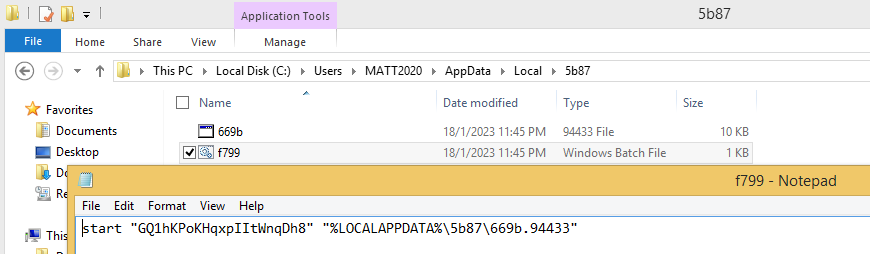 Application Tools
5b87
File
Home
Share
View
Manage
This PC
Local Disk (C:)
Users
MATT2020
AppData
Local
5b87
Favorites
Documents
Desktop
Name
Date modified
Type
Size
669b
18/1/2023 11:45 PM
94433 File
10 KB
f799
18/1/2023 11:45 PM
Windows Batch File
1 KB
f799 - Notepad
File
Edit
Format
View
Help
start "GQ1hKPoKHqxpIItWnqDh8" "%LOCALAPPDATA%\5b87\669b.94433"
This